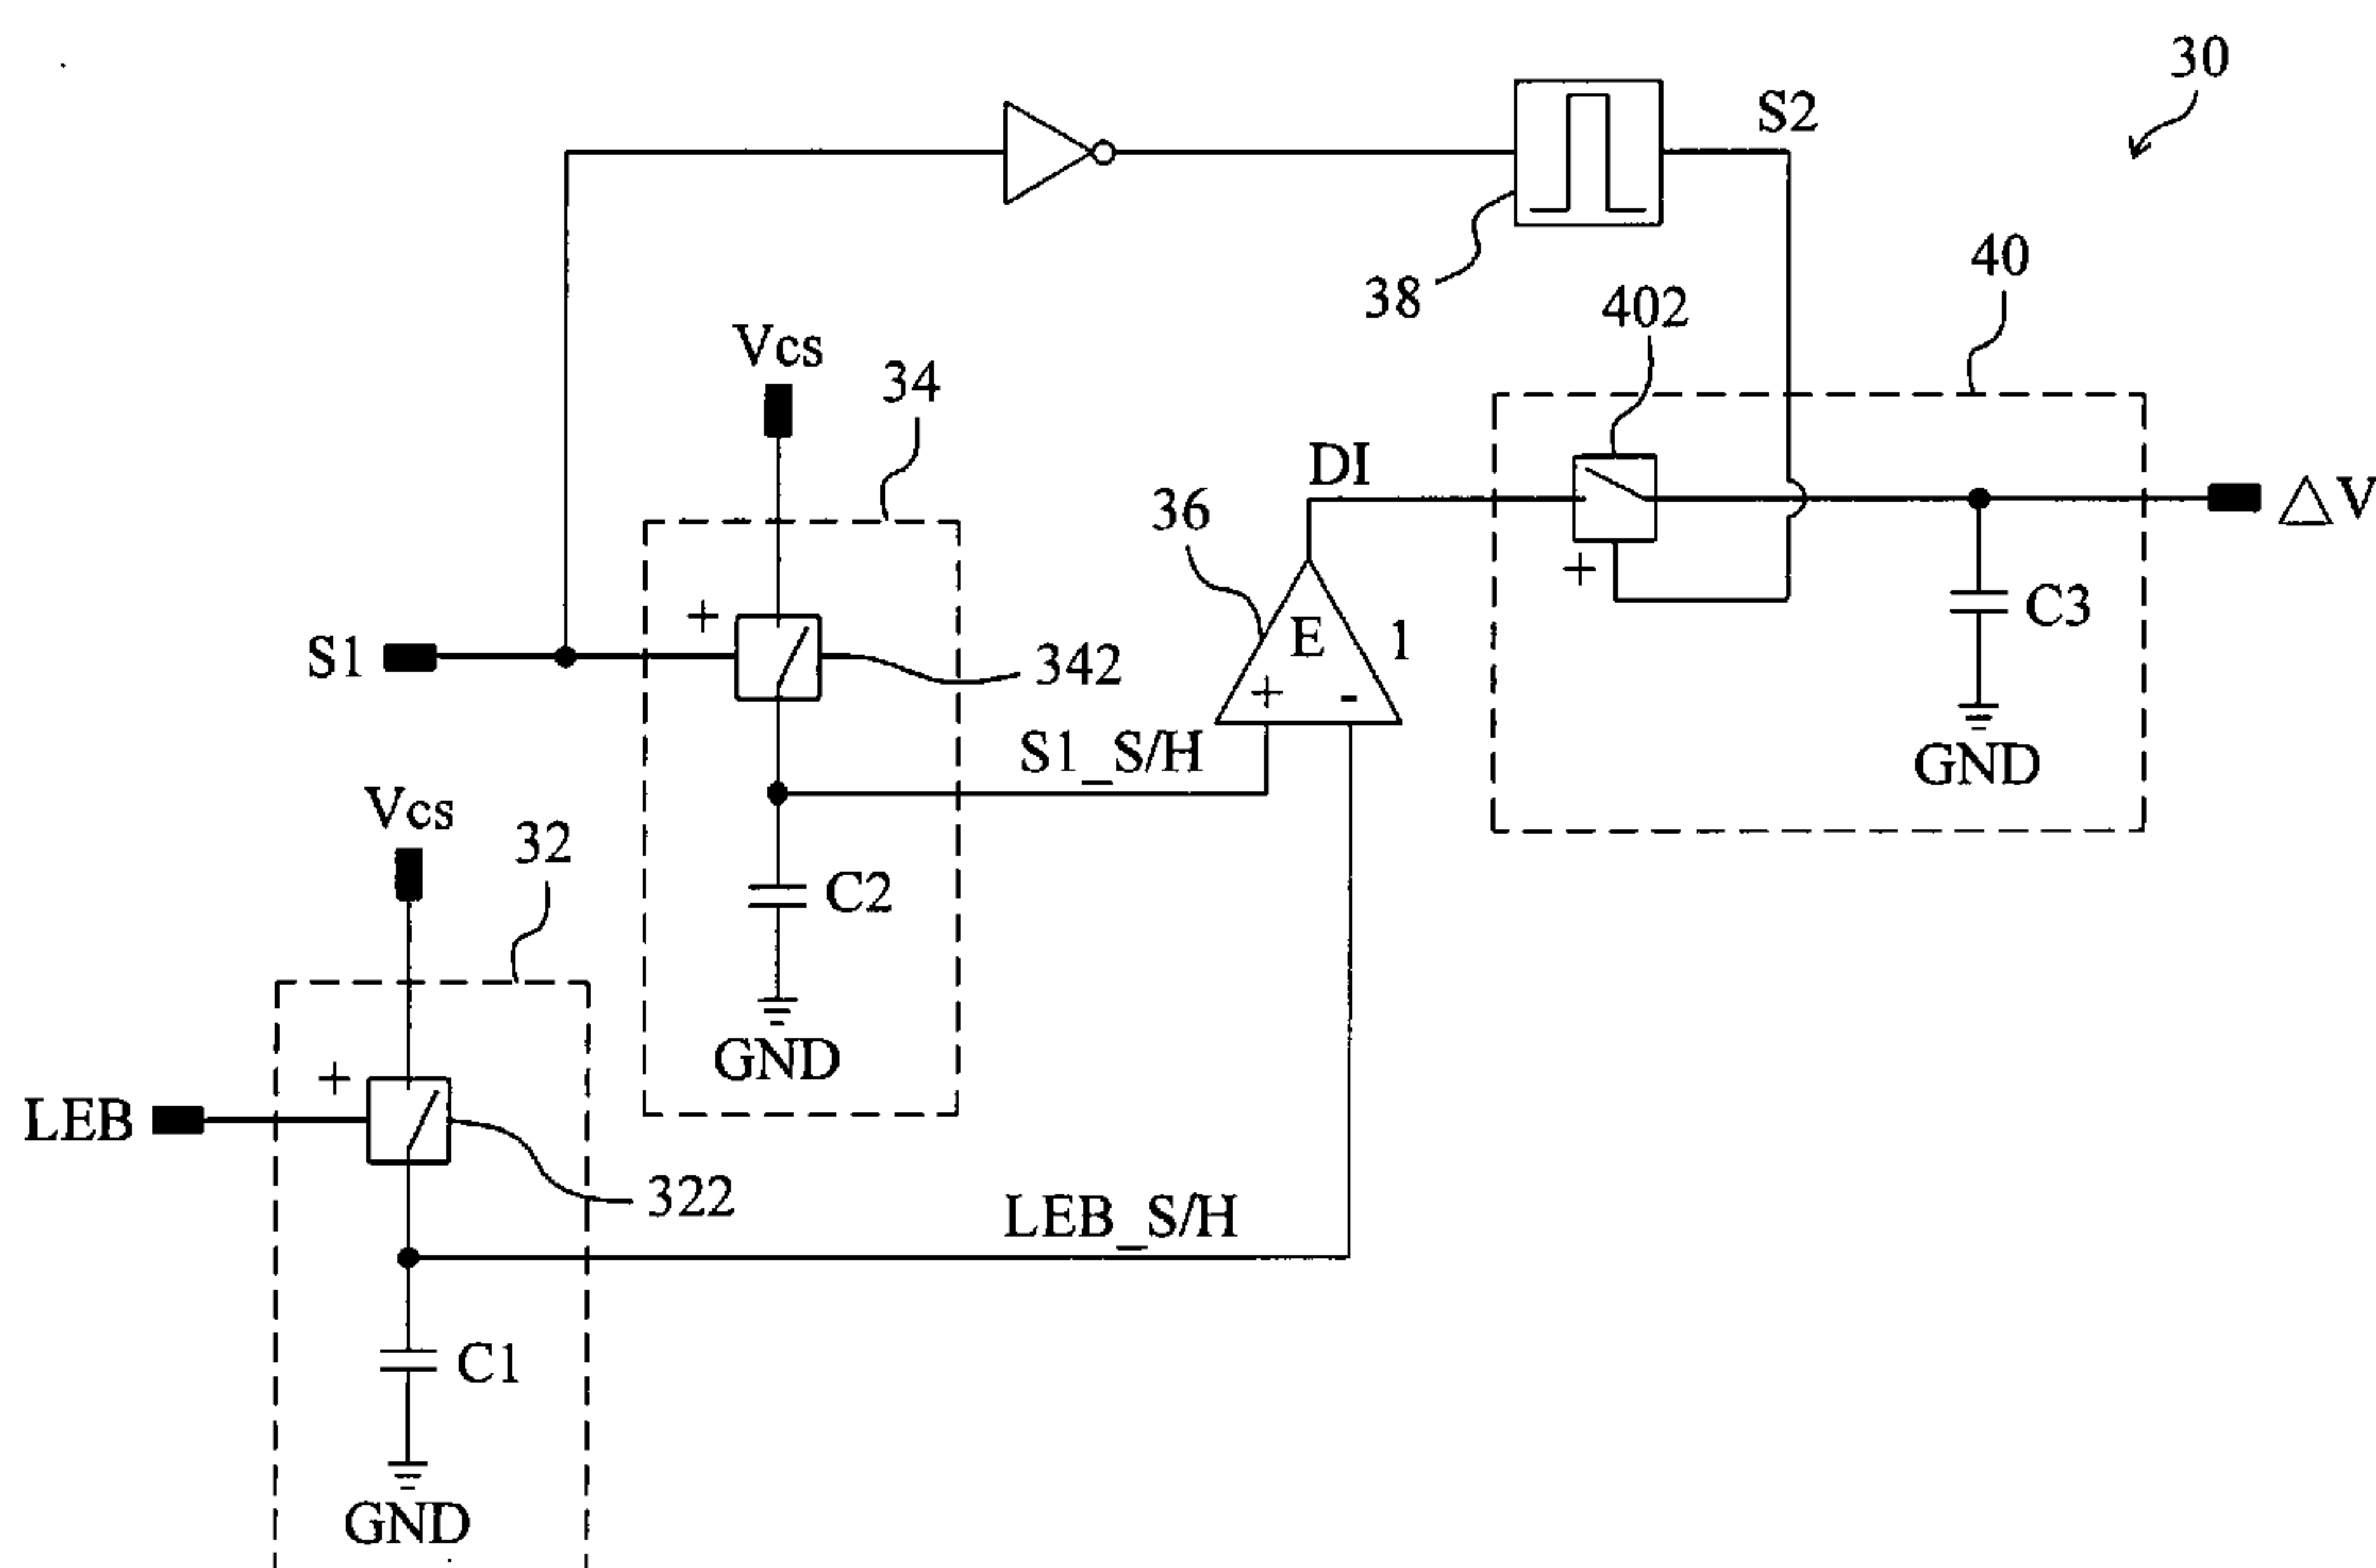 30
S2
38
40
402
Vcs
34
DI
△V
36
+
C3
E
1
S1
+
342
+
-
S1_S/H
GND
Vcs
32
C2
GND
+
LEB
322
LEB_S/H
C1
GND